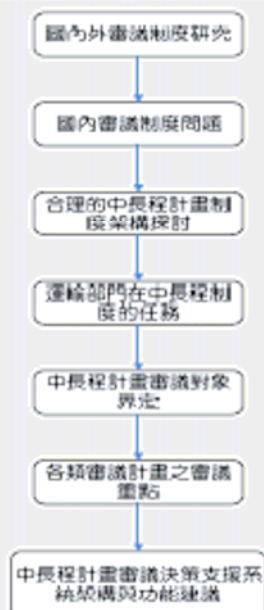 國內外審議制度研究
國內審議制度問題
合理的中長程計畫制
度架構探討
運輸部門在中長程制
度的任務
中長程計畫審議對象
界定
各類審議計畫之審議
重點
中長程計畫審議決策支援系
統架構與功能建議